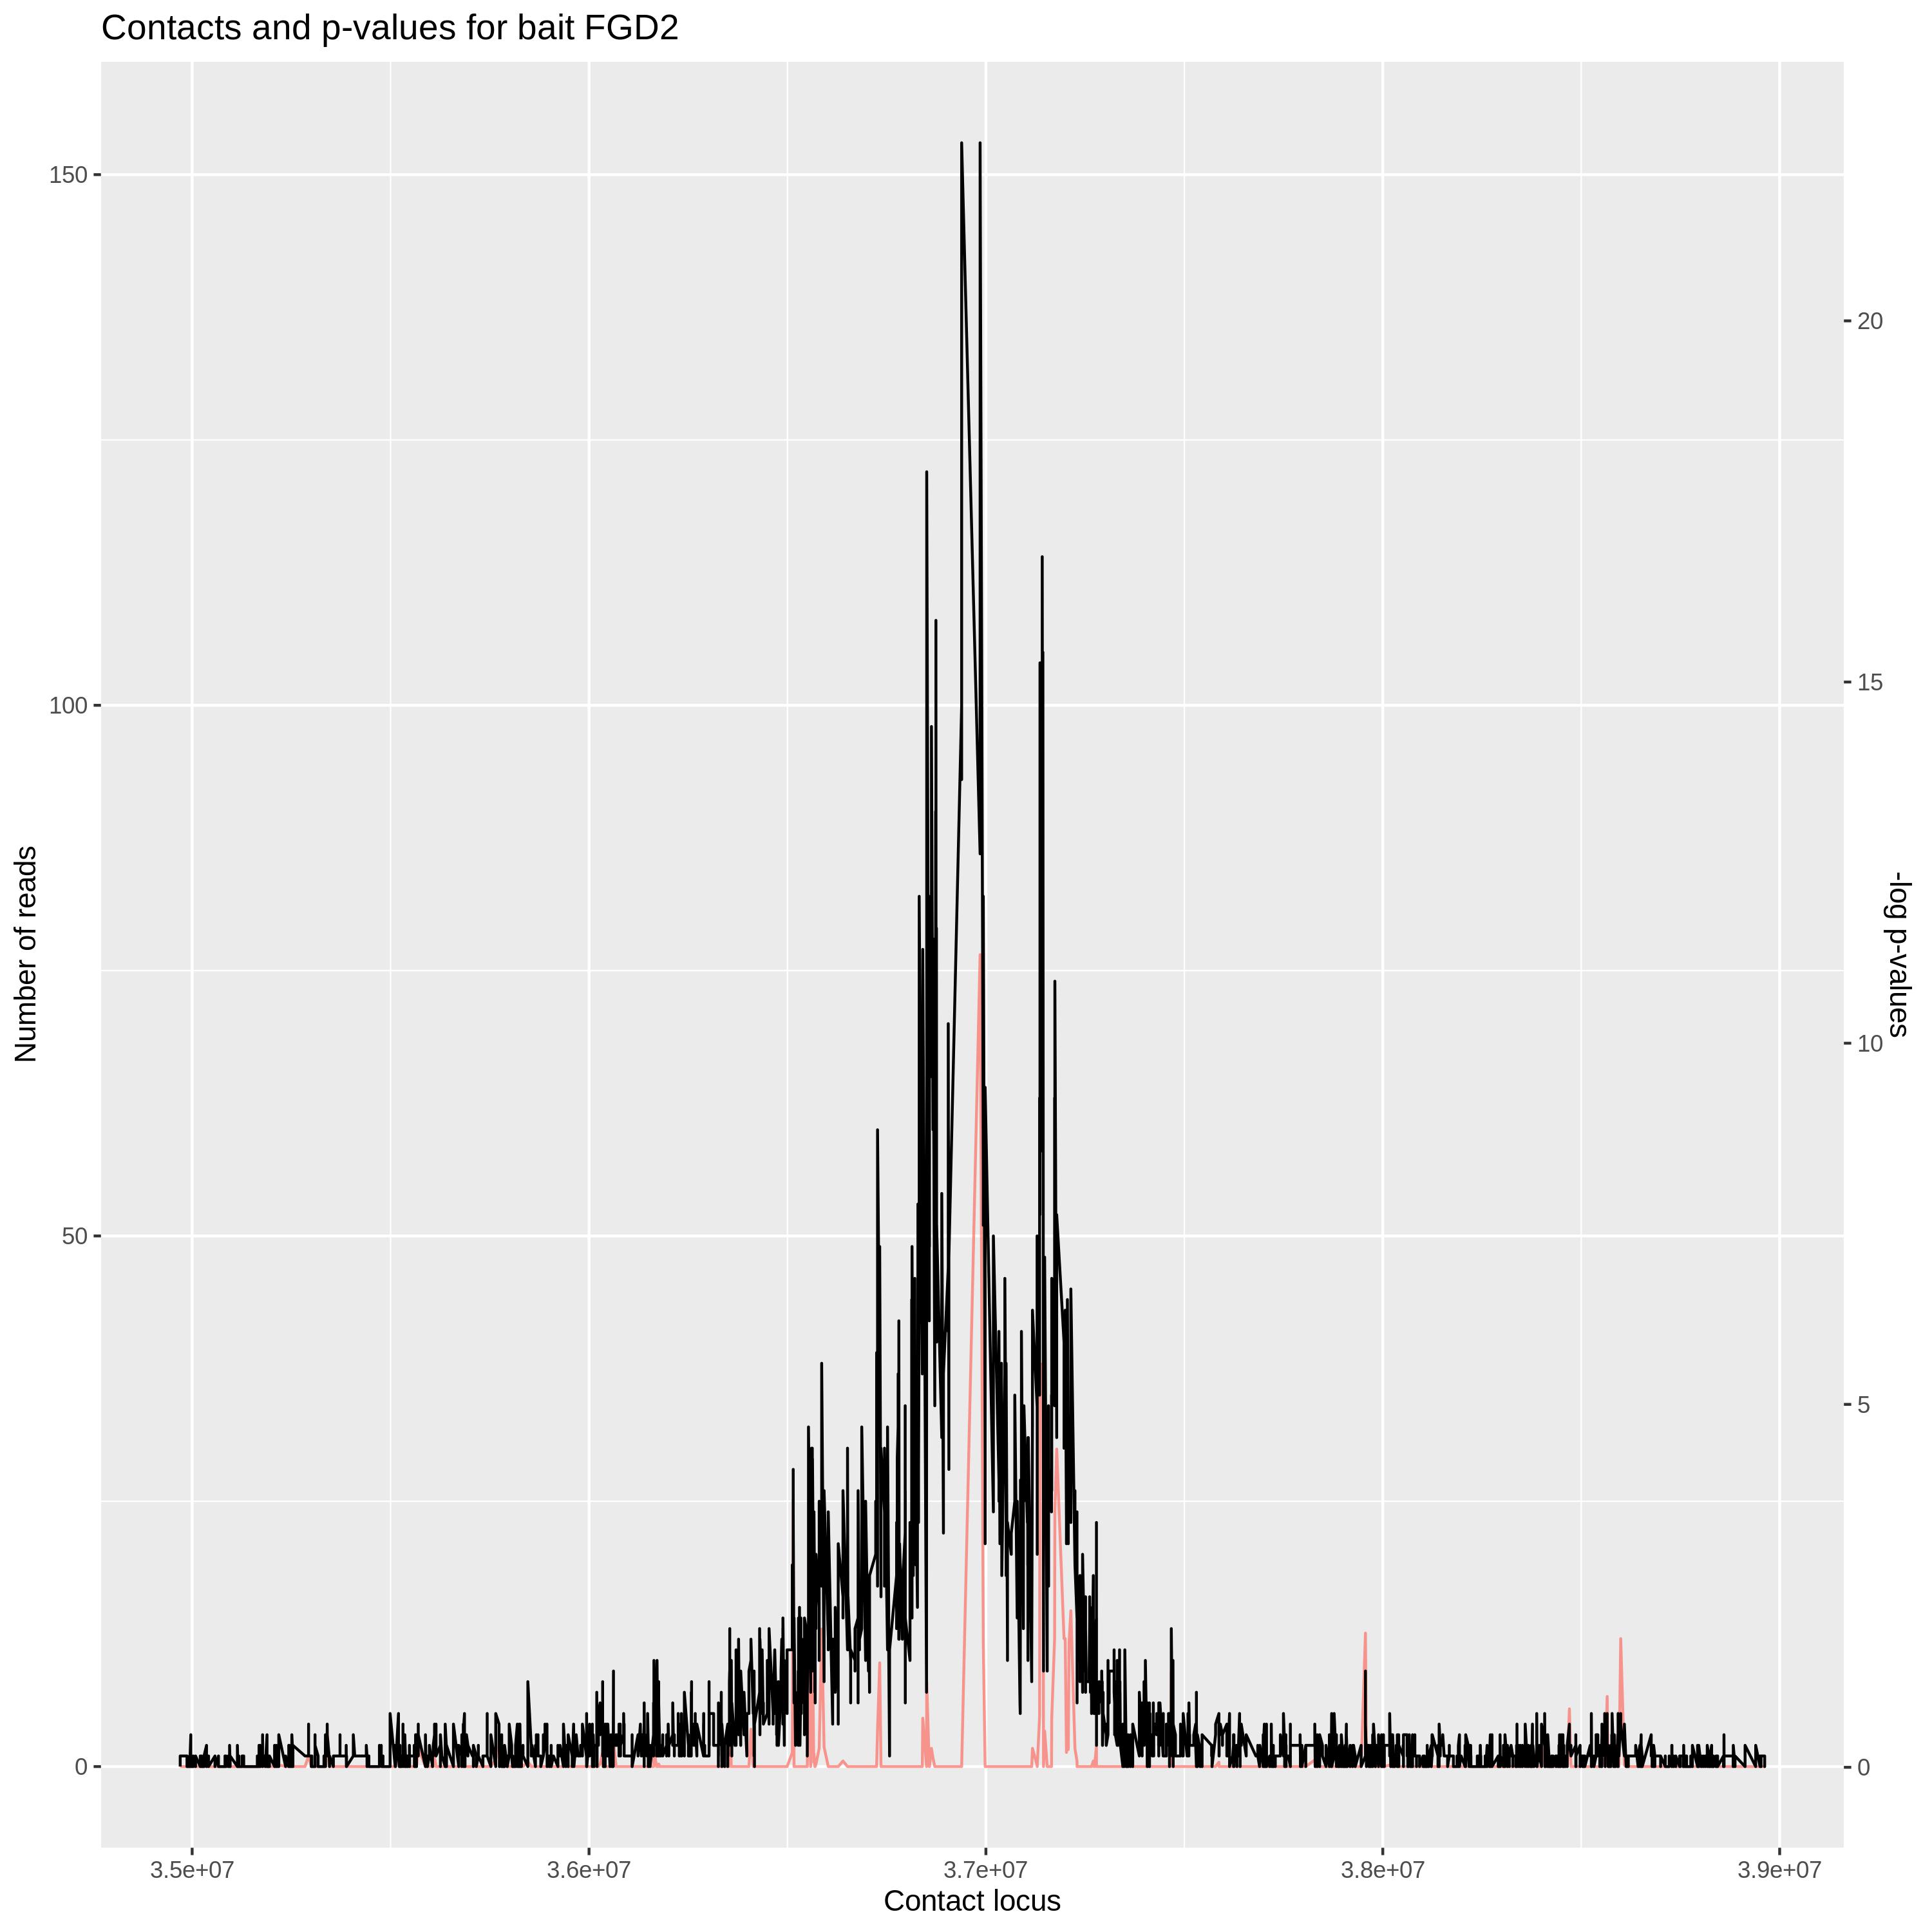 Contacts and p-values for bait FGD2
150
100
50
0
20
15
10
5
0
Number of reads
-log p-values
3.5e+07 3.6e+07 3.7e+07 3.8e+07 3.9e+07
Contact locus